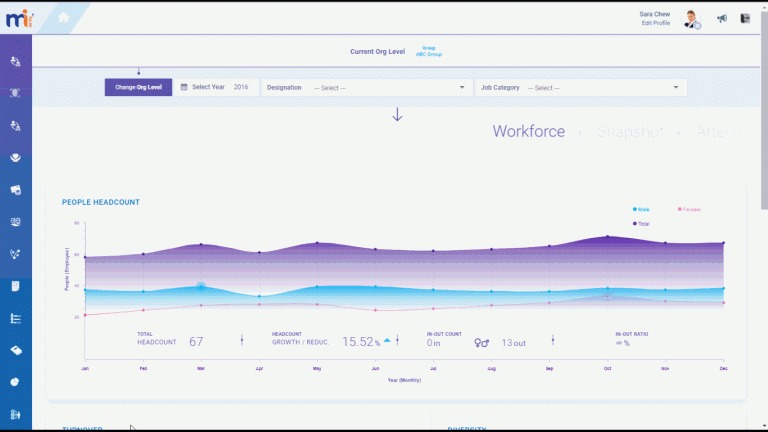 mi
Sara Chew
Edit Profile
Current Org Level
Group
ABC Group
Change Org Level
Select Year 2016
Designation -- Select --
Job Category -- Select --
Workforce
Snapshot
PEOPLE HEADCOUNT
Male
Female
Total
80
60
40
20
People (Employee)
TOTAL
HEADCOUNT 67
HEADCOUNT
GROWTH / REDUC. 15.52%
IN-OUT COUNT
0 in
13 out
IN-OUT RATIO
∞ %
Jan Feb Mar Apr May Jun Jul Aug Sep Oct Nov Dec
Year (Monthly)
TURNOVER
DIVERSITY